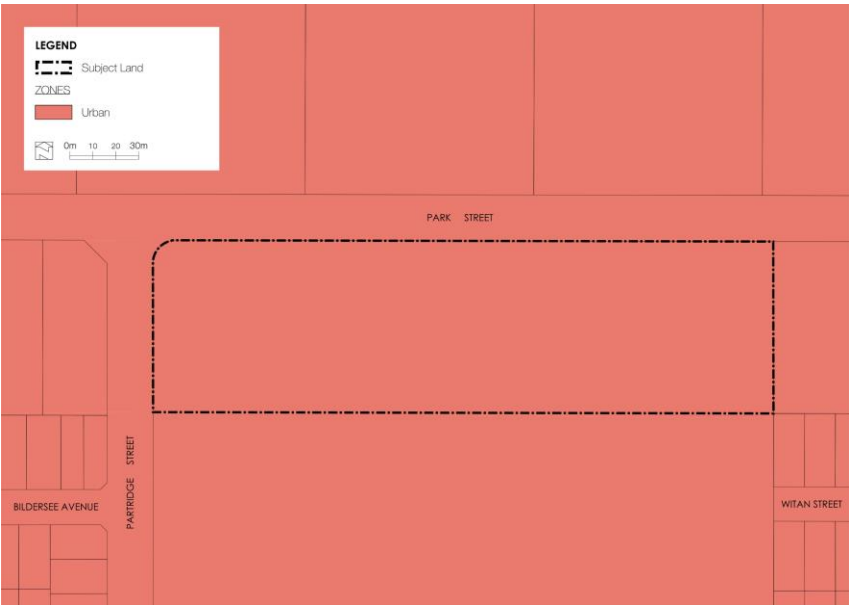 LEGEND
Subject Land
ZONES
Urban
0m 10 20 30m
PARK STREET
PARTRIDGE STREET
BILDERSEE AVENUE
WITAN STREET